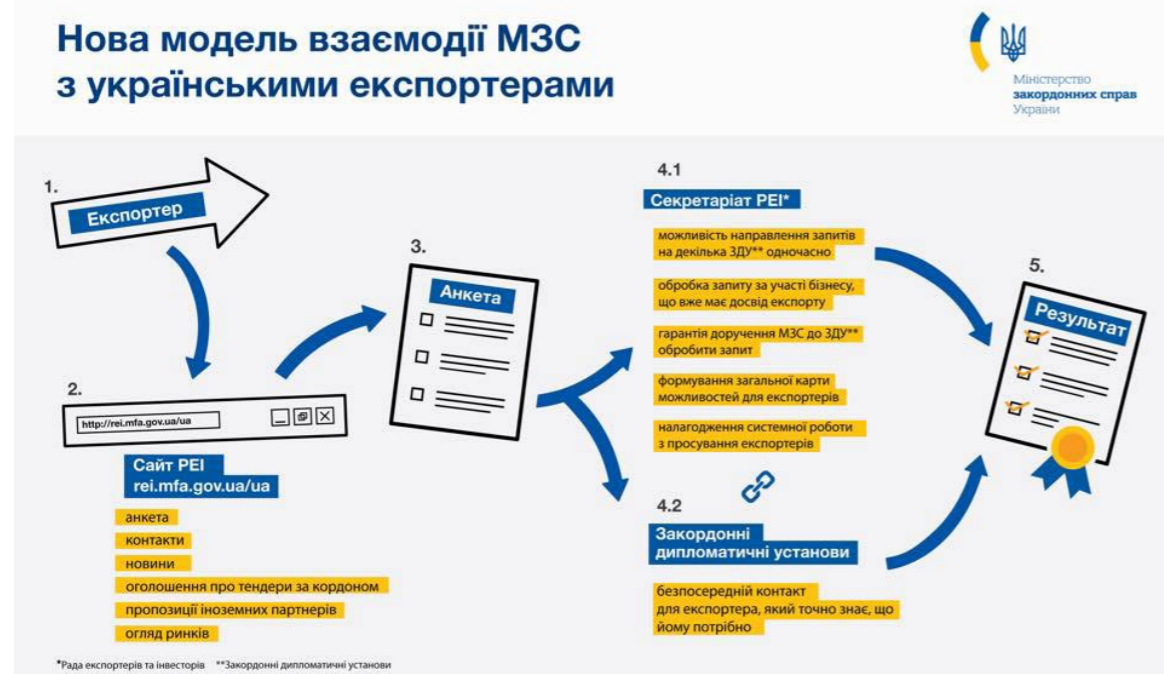 Нова модель взаємодії МЗС
з українськими експортерами
Міністерство
закордонних справ
України
1.
Експортер
2.
http://rei.mfa.gov.ua/ua
Сайт РЕІ
rei.mfa.gov.ua/ua
анкета
контакти
новини
оголошення про тендери за кордоном
пропозиції іноземних партнерів
огляд ринків
3.
Анкета
4.1
Секретаріат РЕІ*
можливість направлення запитів
на декілька ЗДУ** одночасно
обробка запиту за участі бізнесу,
що вже має досвід експорту
гарантія доручення МЗС до ЗДУ**
обробити запит
формування загальної карти
можливостей для експортерів
налагодження системної роботи
з просування експортерів
4.2
Закордонні
дипломатичні установи
безпосередній контакт
для експортера, який точно знає, що
йому потрібно
5.
Результат
*Рада експортерів та інвесторів **Закордонні дипломатичні установи